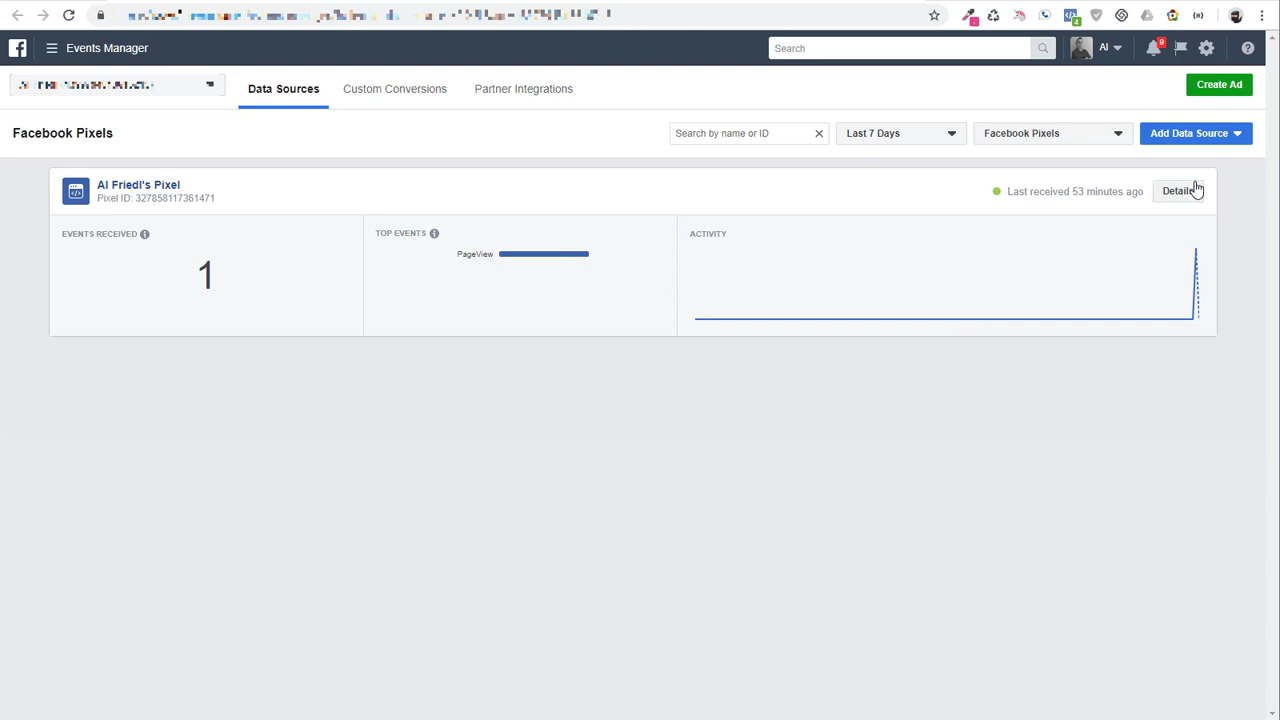 4
Events Manager
Search
Al
9
Data Sources
Custom Conversions
Partner Integrations
Create Ad
Facebook Pixels
Search by name or ID
Last 7 Days
Facebook Pixels
Add Data Source
Al Friedl's Pixel
Pixel ID: 327858117361471
Last received 53 minutes ago
Details
EVENTS RECEIVED
TOP EVENTS
ACTIVITY
PageView
1